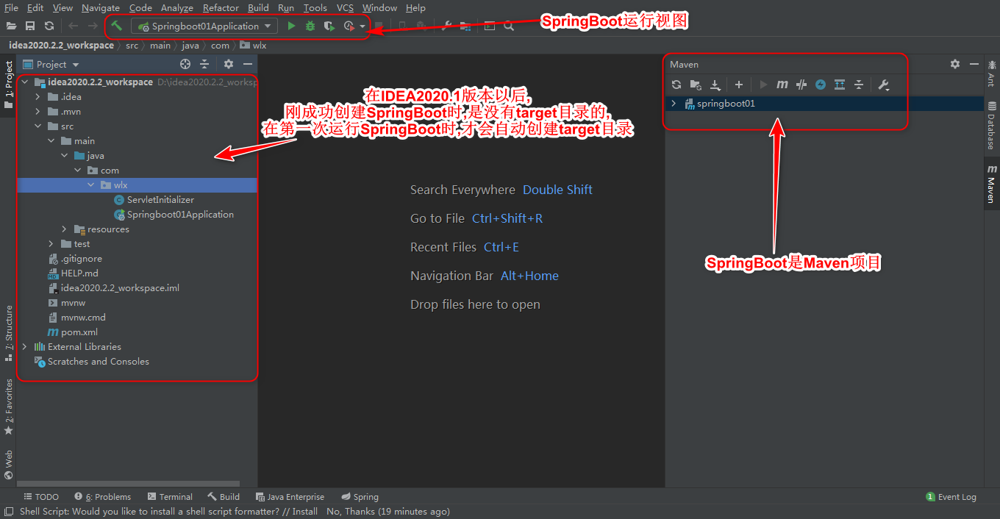 File Edit View Navigate Code Analyze Refactor Build Run Tools VCS Window Help
Springboot01Application
SpringBoot运行视图
idea2020.2.2_workspace src main java com wlx
1: Project
Project
idea2020.2.2_workspace D:\idea2020.2.2_worksp
.idea
.mvn
src
main
java
com
wlx
ServletInitializer
Springboot01Application
resources
test
.gitignore
HELP.md
idea2020.2.2_workspace.iml
mvnw
mvnw.cmd
pom.xml
External Libraries
Scratches and Consoles
在IDEA2020.1版本以后,
刚成功创建SpringBoot时,是没有target目录的,
在第一次运行SpringBoot时,才会自动创建target目录
Search Everywhere Double Shift
Go to File Ctrl+Shift+R
Recent Files Ctrl+E
Navigation Bar Alt+Home
Drop files here to open
Maven
springboot01
SpringBoot是Maven项目
Ant
Database
Maven
7: Structure
2: Favorites
Web
TODO 6: Problems Terminal Build Java Enterprise Spring 1 Event Log
Shell Script: Would you like to install a shell script formatter? // Install No, Thanks (19 minutes ago)